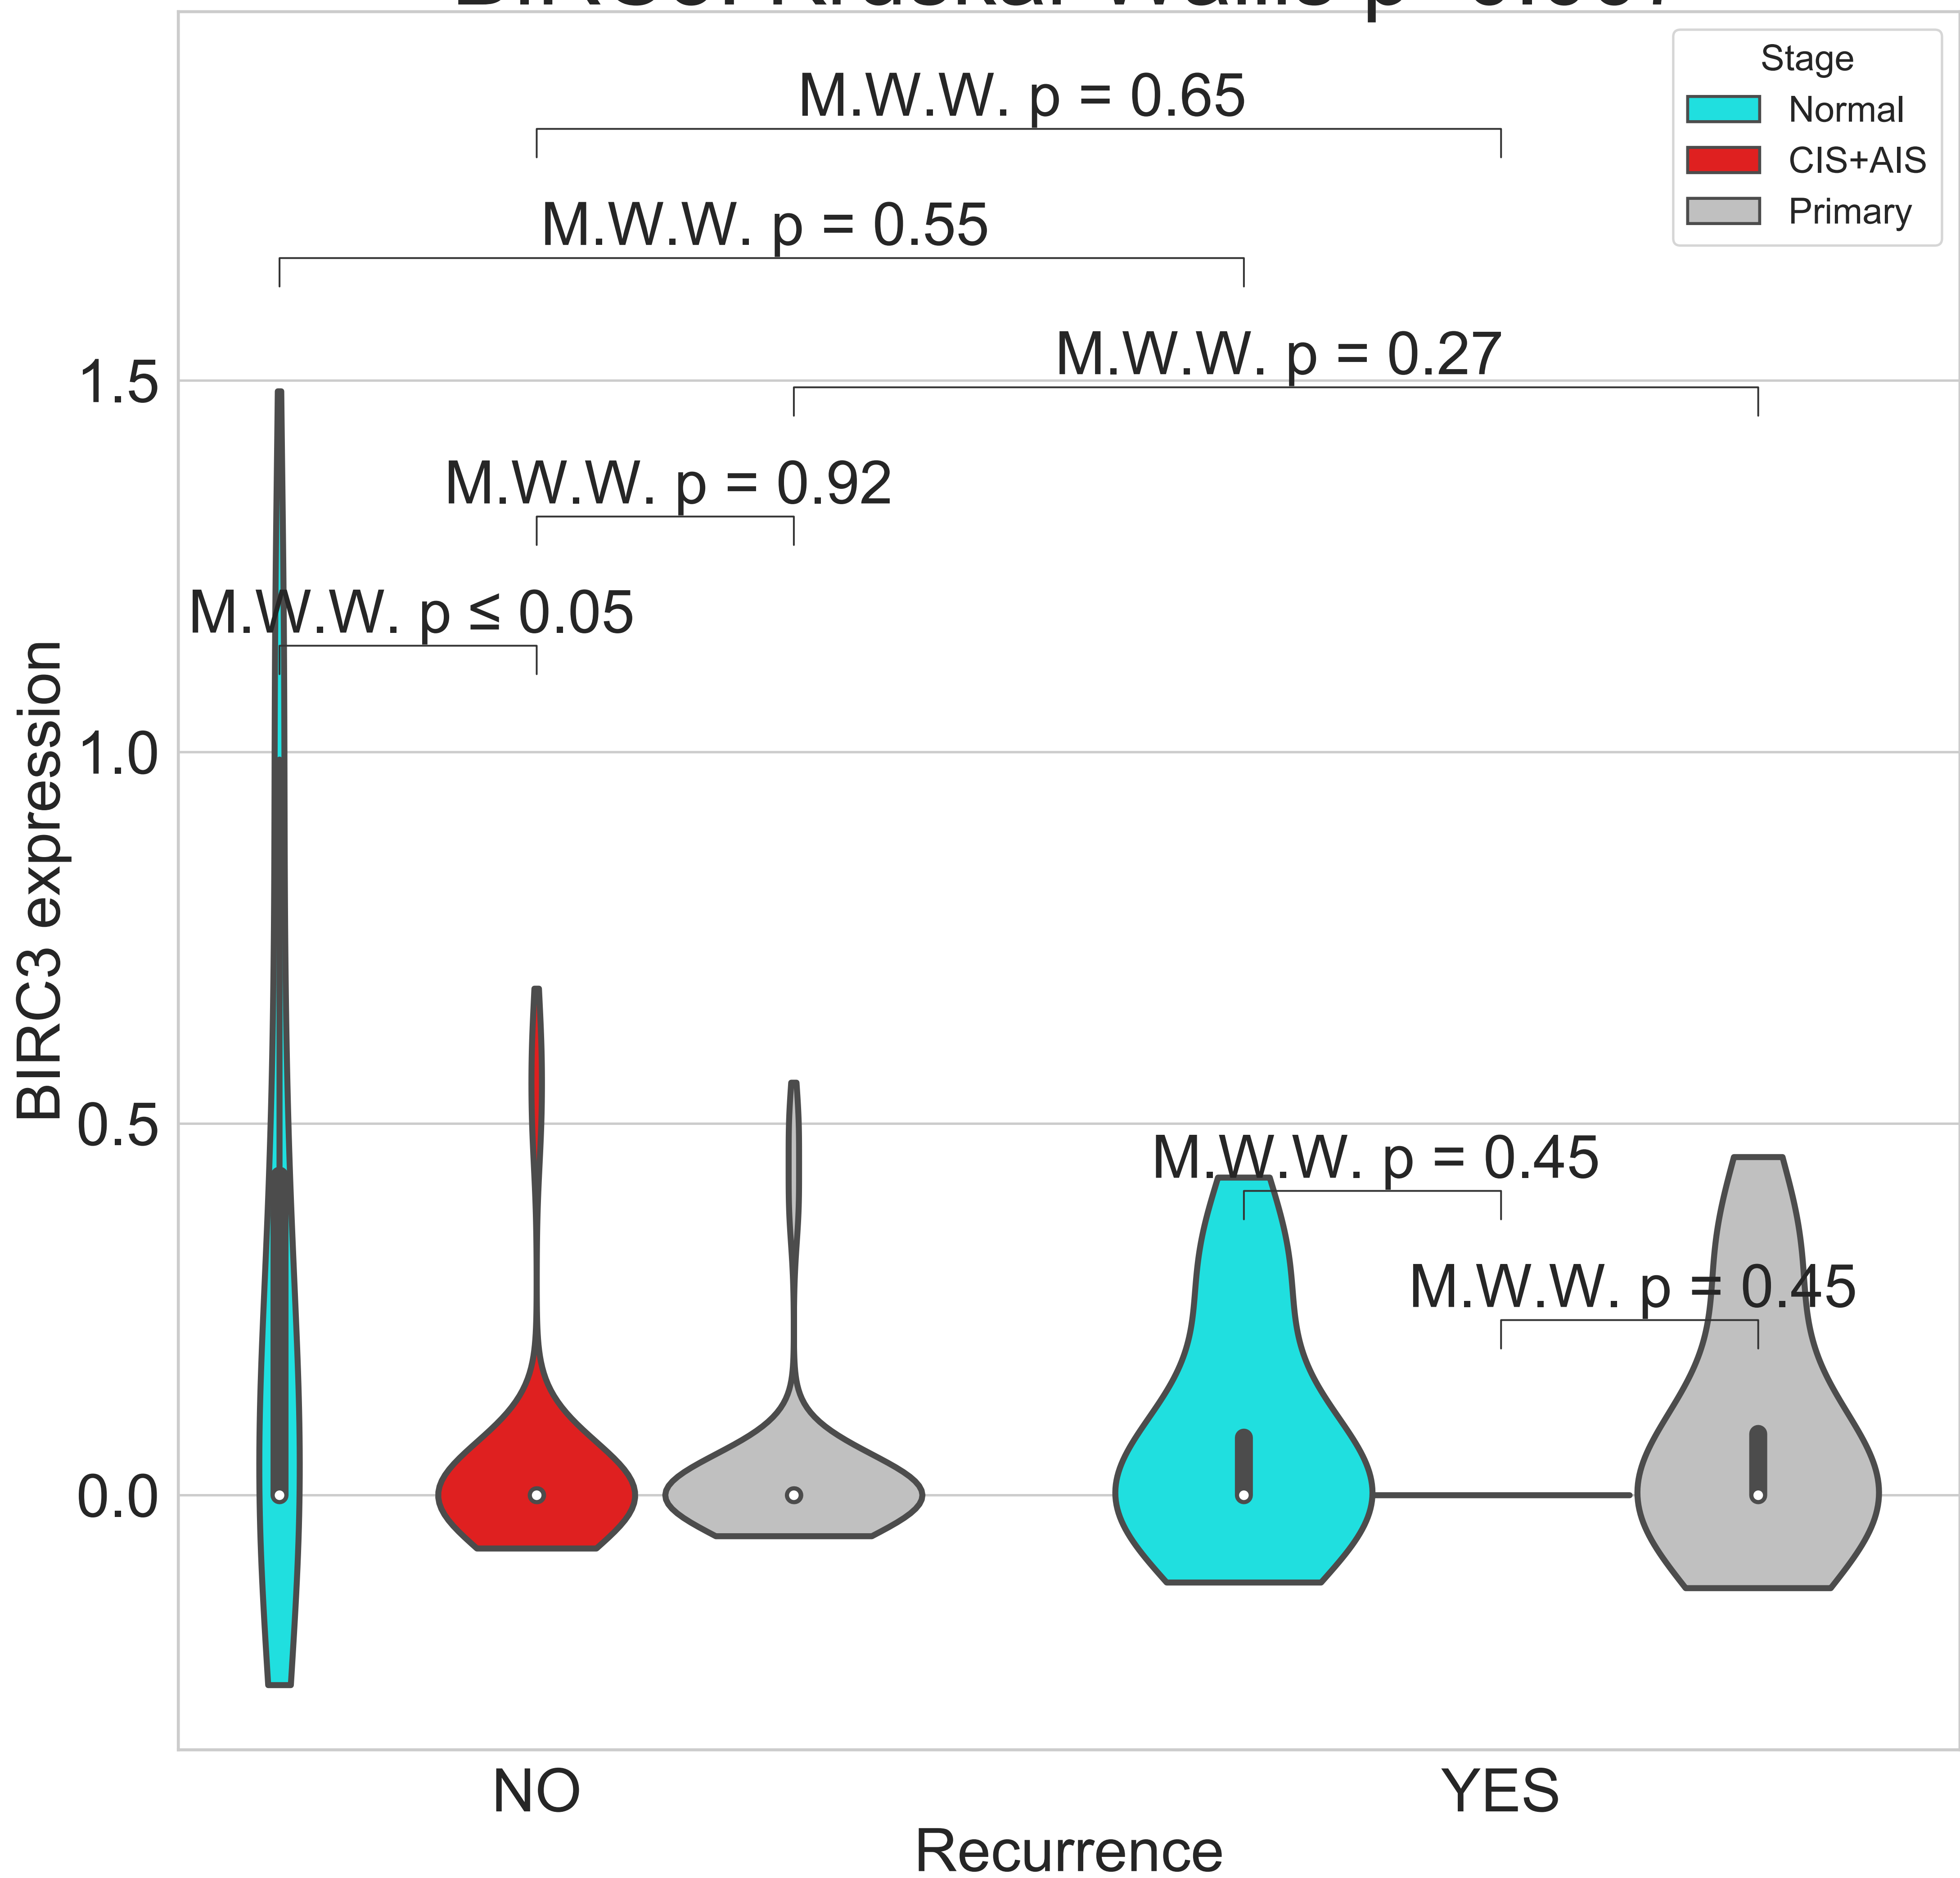 Stage
Normal
CIS+AIS
Primary
M.W.W. p = 0.65
M.W.W. p = 0.55
M.W.W. p = 0.27
M.W.W. p = 0.92
M.W.W. p ≤ 0.05
M.W.W. p = 0.45
M.W.W. p = 0.45
BIRC3 expression
1.5
1.0
0.5
0.0
NO
YES
Recurrence